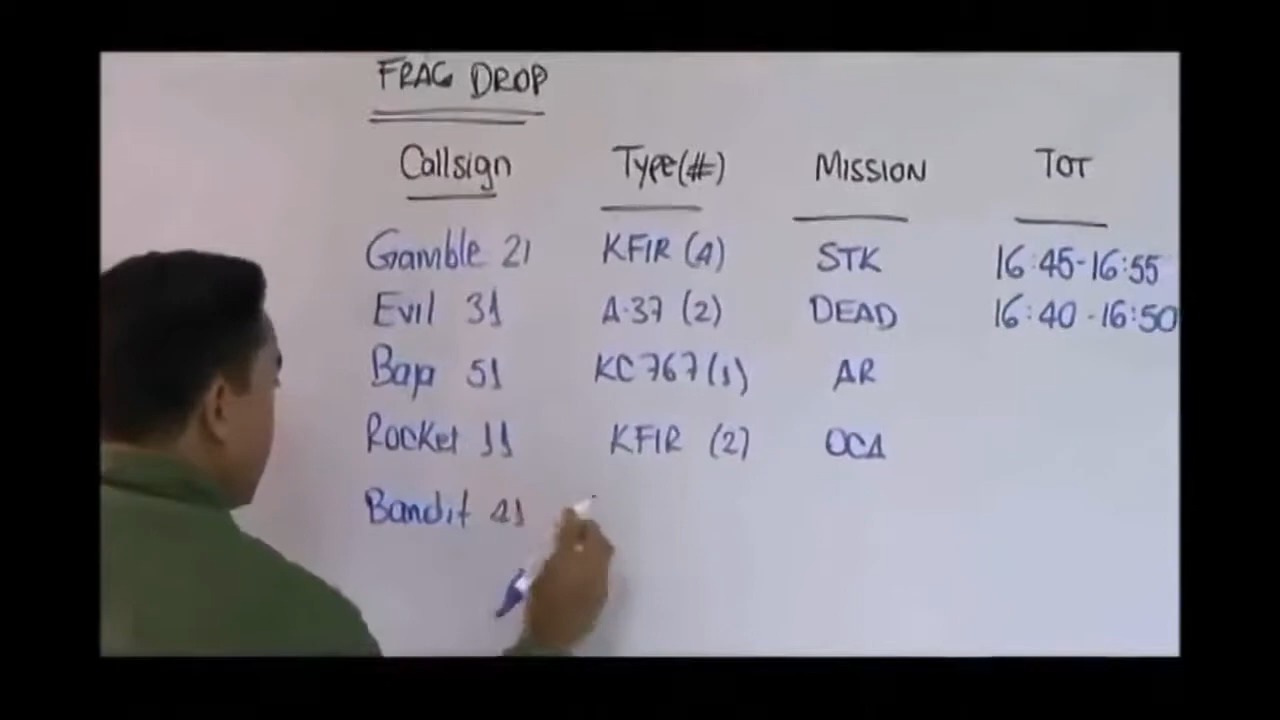 FRAG DROP
Callsign Type(#) MISSION TOT
Gamble 21 KFIR (4) STK 16:45-16:55
Evil 31 A-37 (2) DEAD 16:40-16:50
Baja 51 KC767(1) AR
Rocket 11 KFIR (2) OCA
Bandit 41